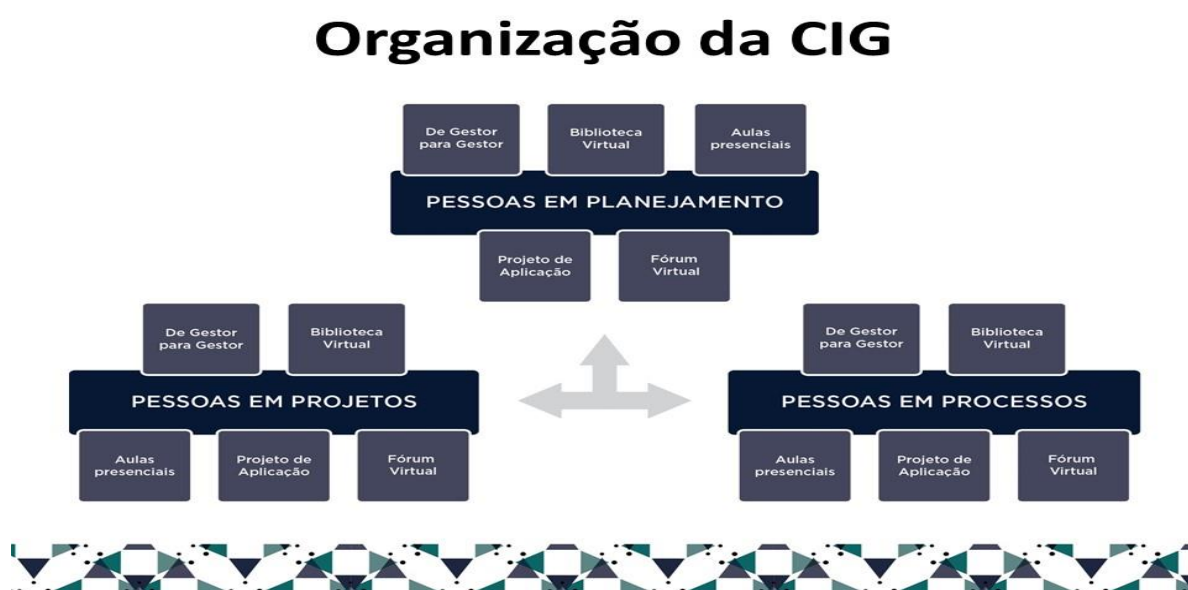 Organização da CIG
De Gestor
para Gestor
Biblioteca
Virtual
Aulas
presenciais
PESSOAS EM PLANEJAMENTO
Projeto de
Aplicação
Fórum
Virtual
De Gestor
para Gestor
Biblioteca
Virtual
PESSOAS EM PROJETOS
Aulas
presenciais
Projeto de
Aplicação
Fórum
Virtual
De Gestor
para Gestor
Biblioteca
Virtual
PESSOAS EM PROCESSOS
Aulas
presenciais
Projeto de
Aplicação
Fórum
Virtual